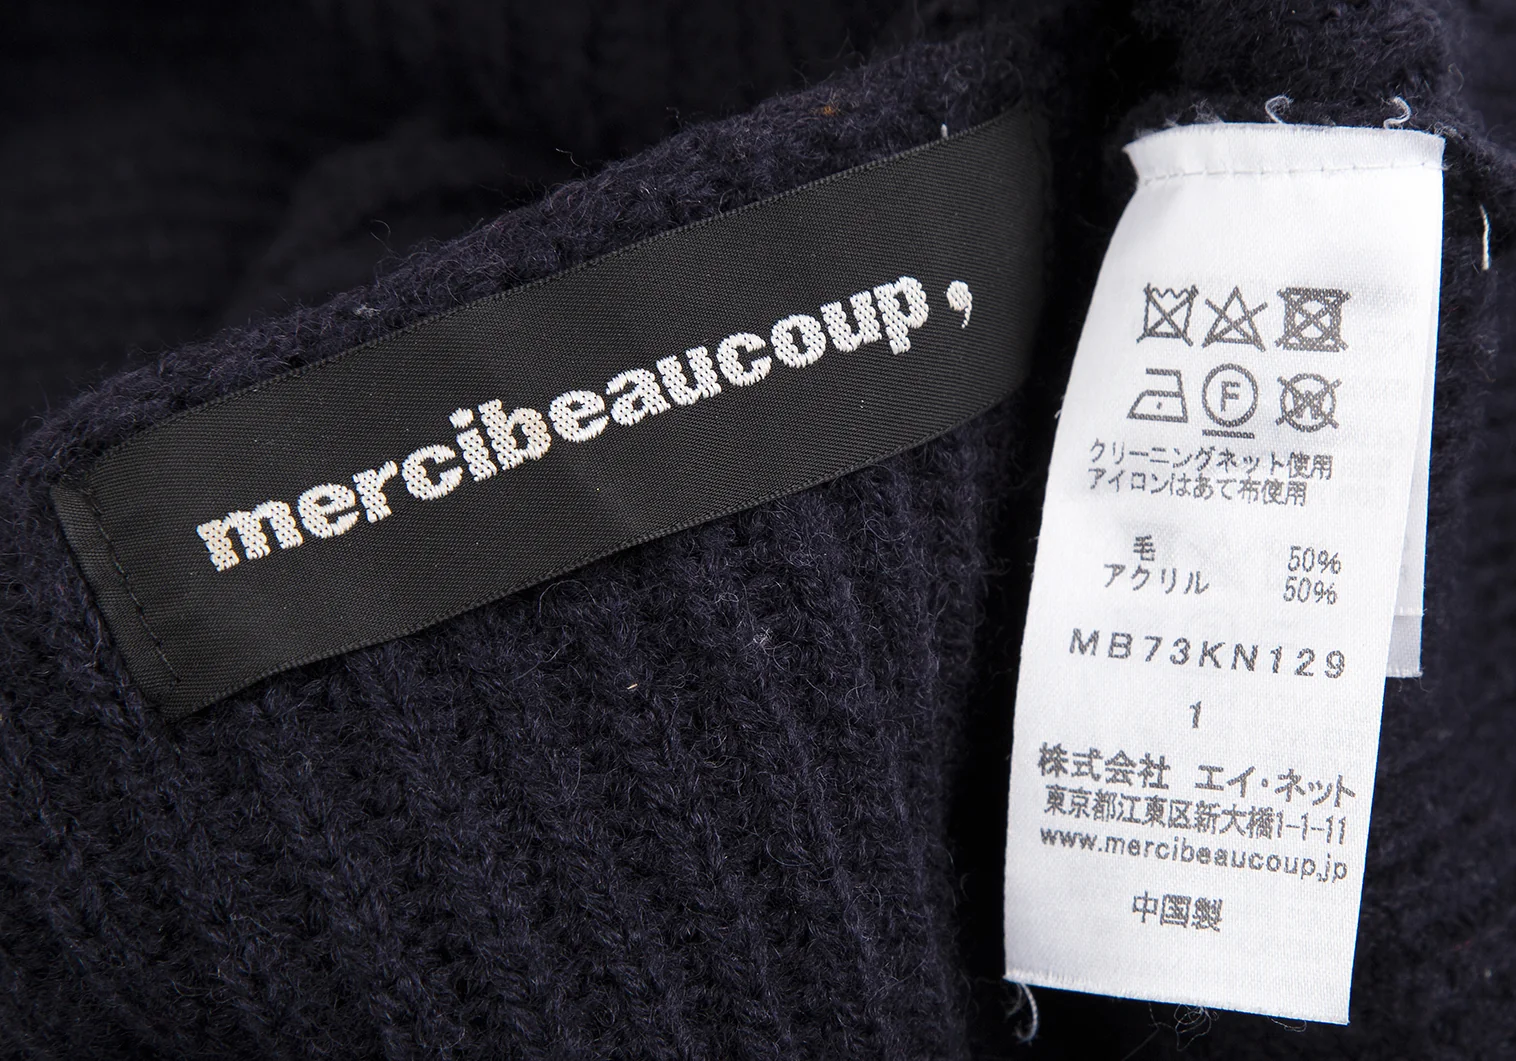 mercibeaucoup,
F
クリーニングネット使用
アイロンはあて布使用
毛 50%
アクリル 50%
MB73KN129
1
株式会社 エイ・ネット
東京都江東区新大橋1-1-11
www.mercibeaucoup.jp
中国製